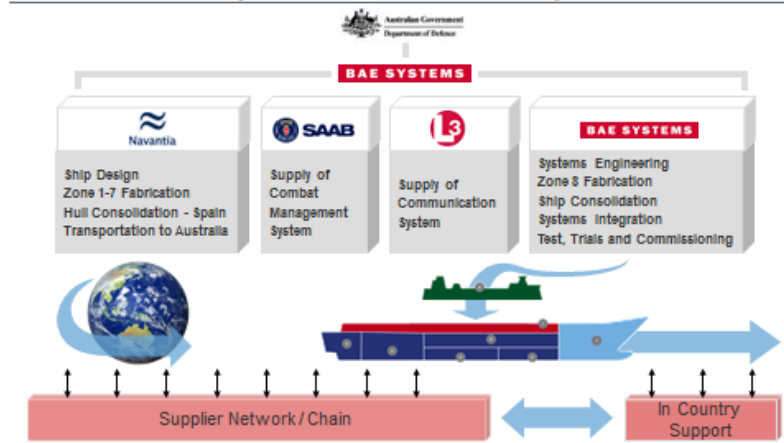 Australian Government
Department of Defence
BAE SYSTEMS
Navantia
Ship Design
Zone 1-7 Fabrication
Hull Consolidation - Spain
Transportation to Australia
SAAB
Supply of
Combat
Management
System
L3
Supply of
Communication
System
BAE SYSTEMS
Systems Engineering
Zone 8 Fabrication
Ship Consolidation
Systems Integration
Test, Trials and Commissioning
Supplier Network / Chain
In Country
Support